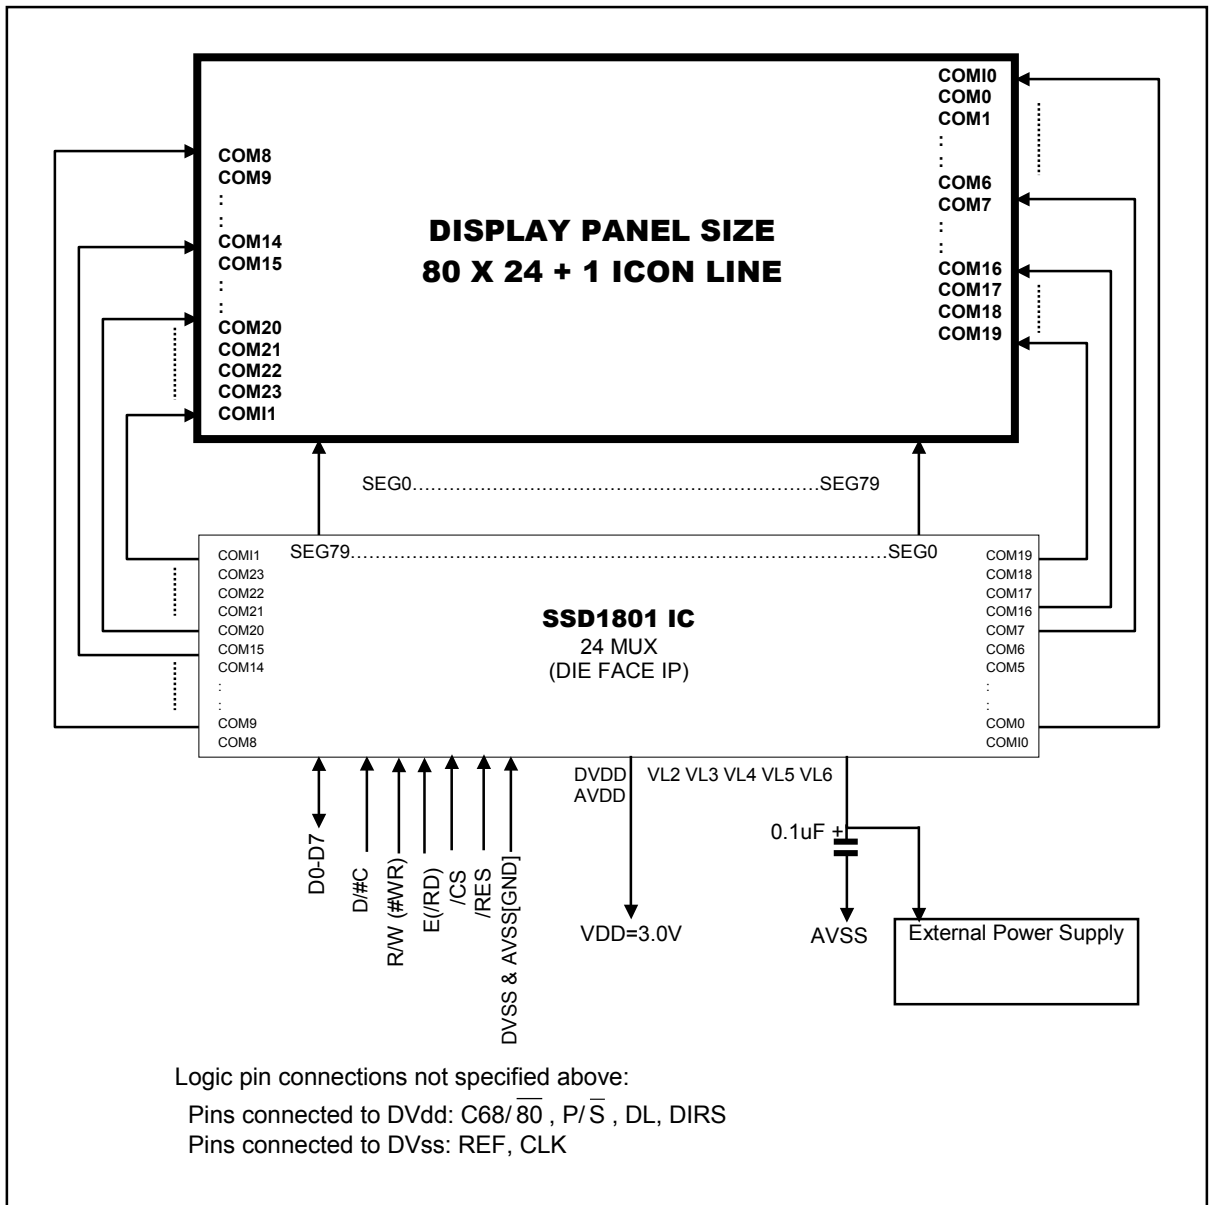 COMI0
COM0
COM1
:
:
COM6
COM7
:
:
COM16
COM17
COM18
COM19
COM8
COM9
:
:
COM14
COM15
:
:
COM20
COM21
COM22
COM23
COMI1
DISPLAY PANEL SIZE
80 X 24 + 1 ICON LINE
SEG0............................................................SEG79
SEG79............................................................SEG0
COMI1
COM23
COM22
COM21
COM20
COM15
COM14
:
:
COM9
COM8
SSD1801 IC
24 MUX
(DIE FACE IP)
COM19
COM18
COM17
COM16
COM7
COM6
COM5
:
:
COM0
COMI0
D0-D7
D/#C
R/W (#WR)
E(/RD)
/CS
/RES
DVSS & AVSS[GND]
DVDD
AVDD
VL2 VL3 VL4 VL5 VL6
0.1uF +
VDD=3.0V
AVSS
External Power Supply
Logic pin connections not specified above:
Pins connected to DVdd: C68/ 8̅0̅ , P/ S̅ , DL, DIRS
Pins connected to DVss: REF, CLK